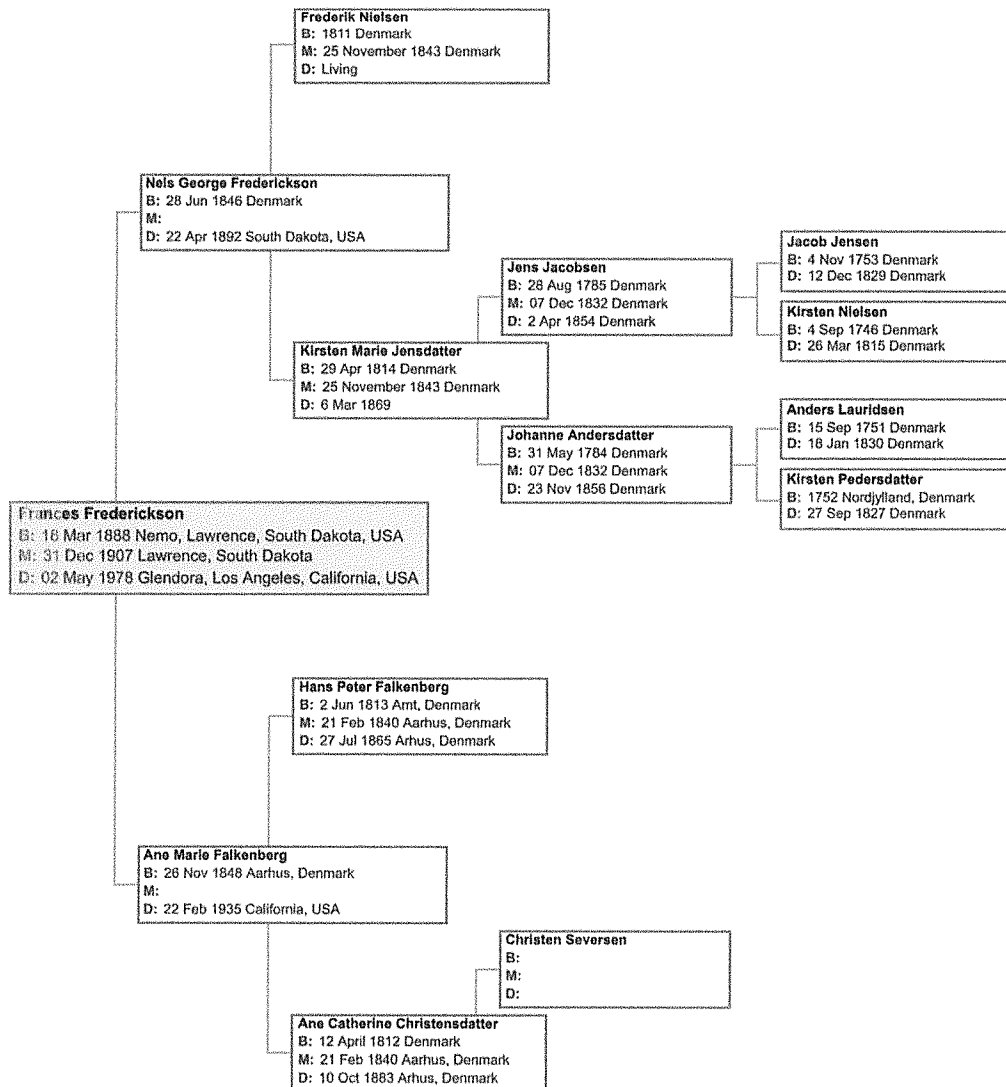 Frederik Nielsen
B: 1811 Denmark
M: 25 November 1843 Denmark
D: Living
Nels George Frederickson
B: 28 Jun 1846 Denmark
M:
D: 22 Apr 1892 South Dakota, USA
Jens Jacobsen
B: 28 Aug 1785 Denmark
M: 07 Dec 1832 Denmark
D: 2 Apr 1854 Denmark
Jacob Jensen
B: 4 Nov 1753 Denmark
D: 12 Dec 1829 Denmark
Kirsten Nielsen
B: 4 Sep 1746 Denmark
D: 26 Mar 1815 Denmark
Kirsten Marie Jensdatter
B: 29 Apr 1814 Denmark
M: 25 November 1843 Denmark
D: 6 Mar 1869
Johanne Andersdatter
B: 31 May 1784 Denmark
M: 07 Dec 1832 Denmark
D: 23 Nov 1856 Denmark
Anders Lauridsen
B: 15 Sep 1751 Denmark
D: 18 Jan 1830 Denmark
Kirsten Pedersdatter
B: 1752 Nordjylland, Denmark
D: 27 Sep 1827 Denmark
Frances Frederickson
B: 18 Mar 1888 Nemo, Lawrence, South Dakota, USA
M: 31 Dec 1907 Lawrence, South Dakota
D: 02 May 1978 Glendora, Los Angeles, California, USA
Hans Peter Falkenberg
B: 2 Jun 1813 Amt, Denmark
M: 21 Feb 1840 Aarhus, Denmark
D: 27 Jul 1865 Arhus, Denmark
Ane Marie Falkenberg
B: 26 Nov 1848 Aarhus, Denmark
M:
D: 22 Feb 1935 California, USA
Christen Seversen
B:
M:
D:
Ane Catherine Christensdatter
B: 12 April 1812 Denmark
M: 21 Feb 1840 Aarhus, Denmark
D: 10 Oct 1883 Arhus, Denmark